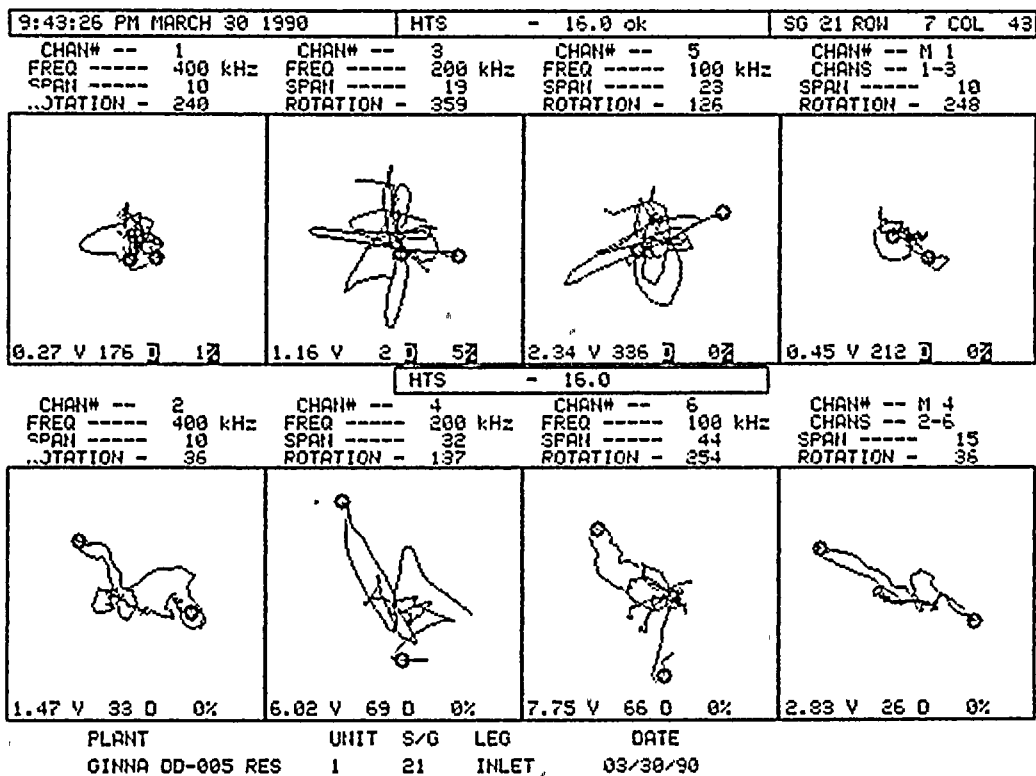 9:43:26 PM MARCH 30 1990 HTS - 16.0 ok SG 21 ROW 7 COL 43
CHAN# -- 1 CHAN# -- 3 CHAN# -- 5 CHAN# -- M 1
FREQ ----- 400 kHz FREQ ----- 200 kHz FREQ ----- 100 kHz CHANS -- 1-3
SPAN ----- 10 SPAN ----- 19 SPAN ----- 23 SPAN ----- 10
..OTATION - 240 ROTATION - 359 ROTATION - 126 ROTATION - 248
0.27 V 176 D 1% 1.16 V 2 D 5% 2.34 V 336 D 0% 0.45 V 212 D 0%
HTS - 16.0
CHAN# -- 2 CHAN# -- 4 CHAN# -- 6 CHAN# -- M 4
FREQ ----- 400 kHz FREQ ----- 200 kHz FREQ ----- 100 kHz CHANS -- 2-6
SPAN ----- 10 SPAN ----- 32 SPAN ----- 44 SPAN ----- 15
..OTATION - 36 ROTATION - 137 ROTATION - 254 ROTATION - 36
1.47 V 33 D 0% 6.02 V 69 D 0% 7.75 V 66 D 0% 2.83 V 26 D 0%
PLANT UNIT S/G LEG DATE
GINNA DD-005 RES 1 21 INLET 03/30/90